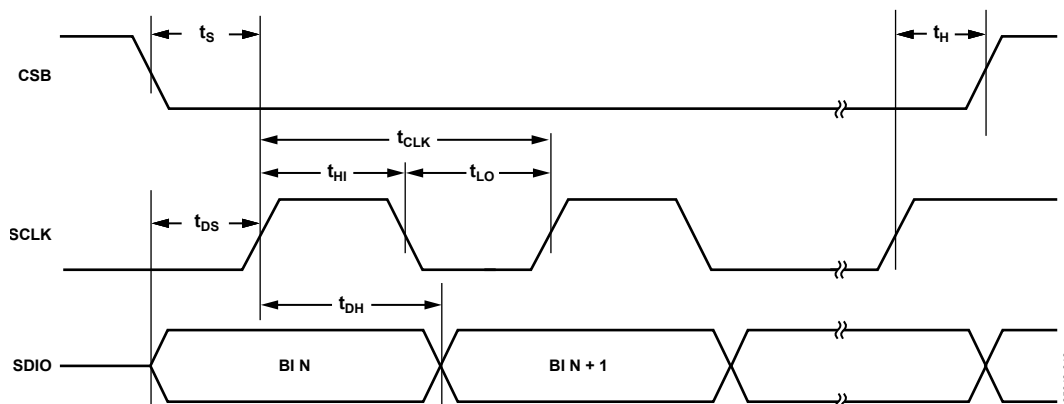 tS
tH
CSB
tCLK
tHI
tLO
tDS
SCLK
tDH
SDIO
BI N
BI N + 1